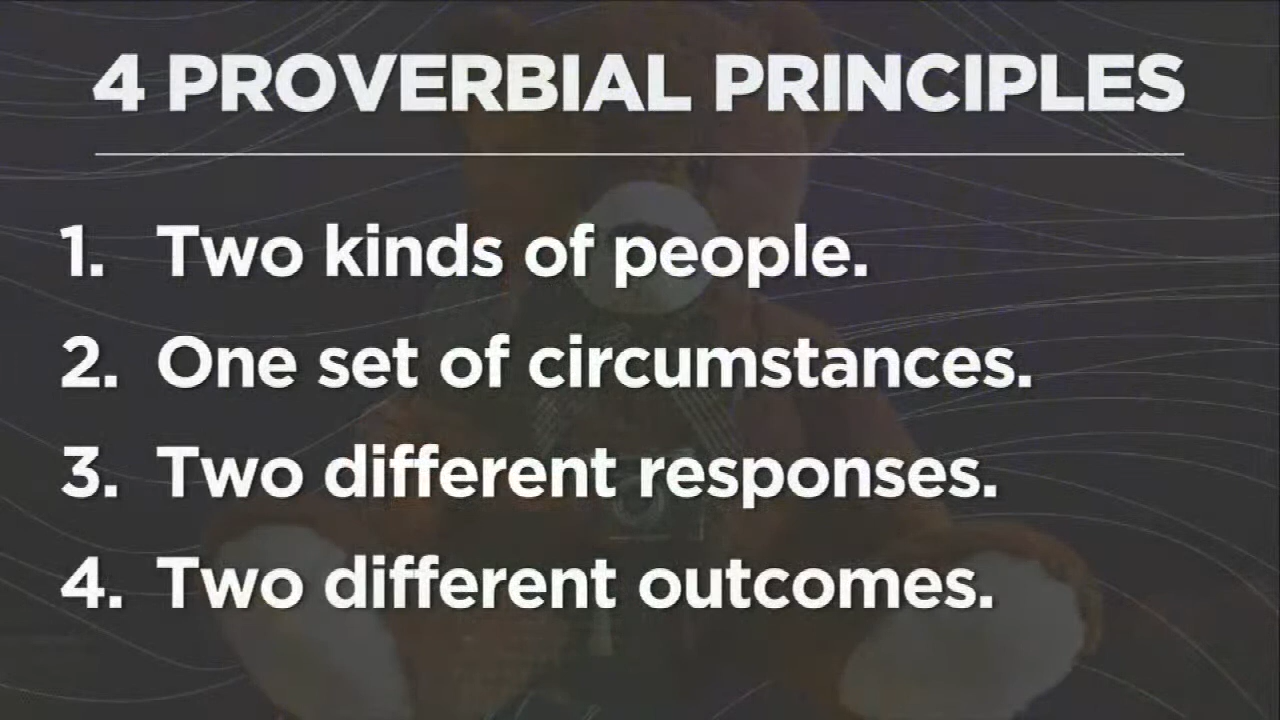 4 PROVERBIAL PRINCIPLES
1. Two kinds of people.
2. One set of circumstances.
3. Two different responses.
4. Two different outcomes.